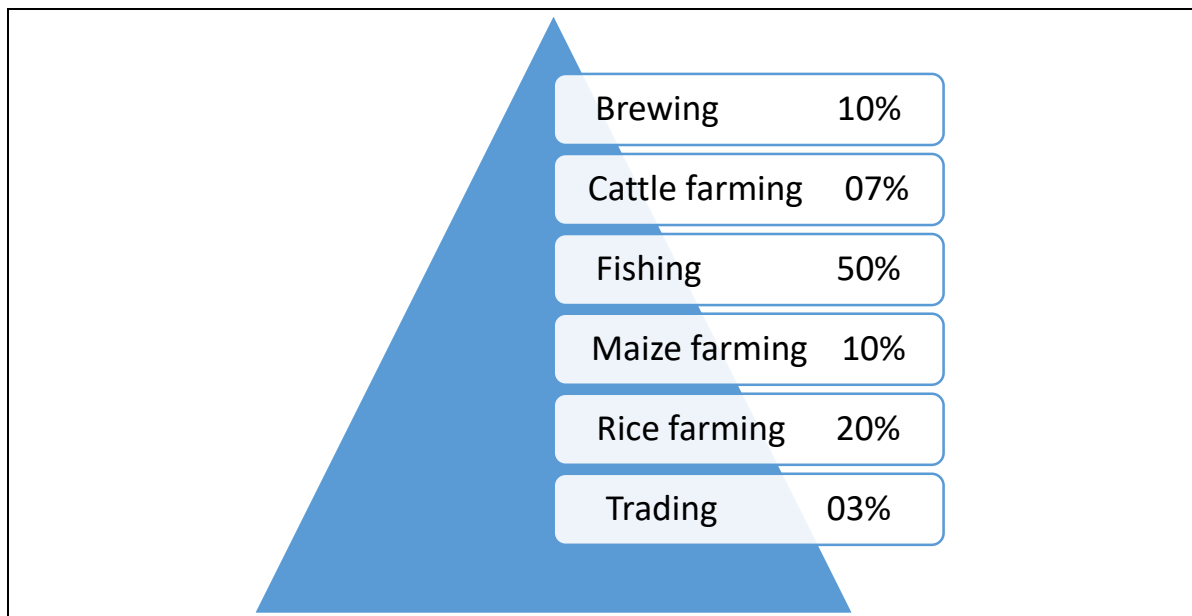 Brewing 10%
Cattle farming 07%
Fishing 50%
Maize farming 10%
Rice farming 20%
Trading 03%